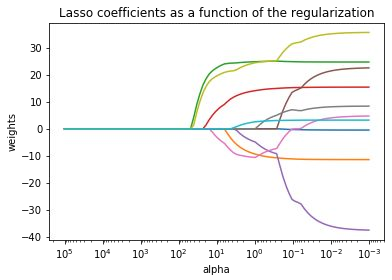 Lasso coefficients as a function of the regularization
weights
30
20
10
0
−10
−20
−30
−40
10⁵ 10⁴ 10³ 10² 10¹ 10⁰ 10⁻¹ 10⁻² 10⁻³
alpha